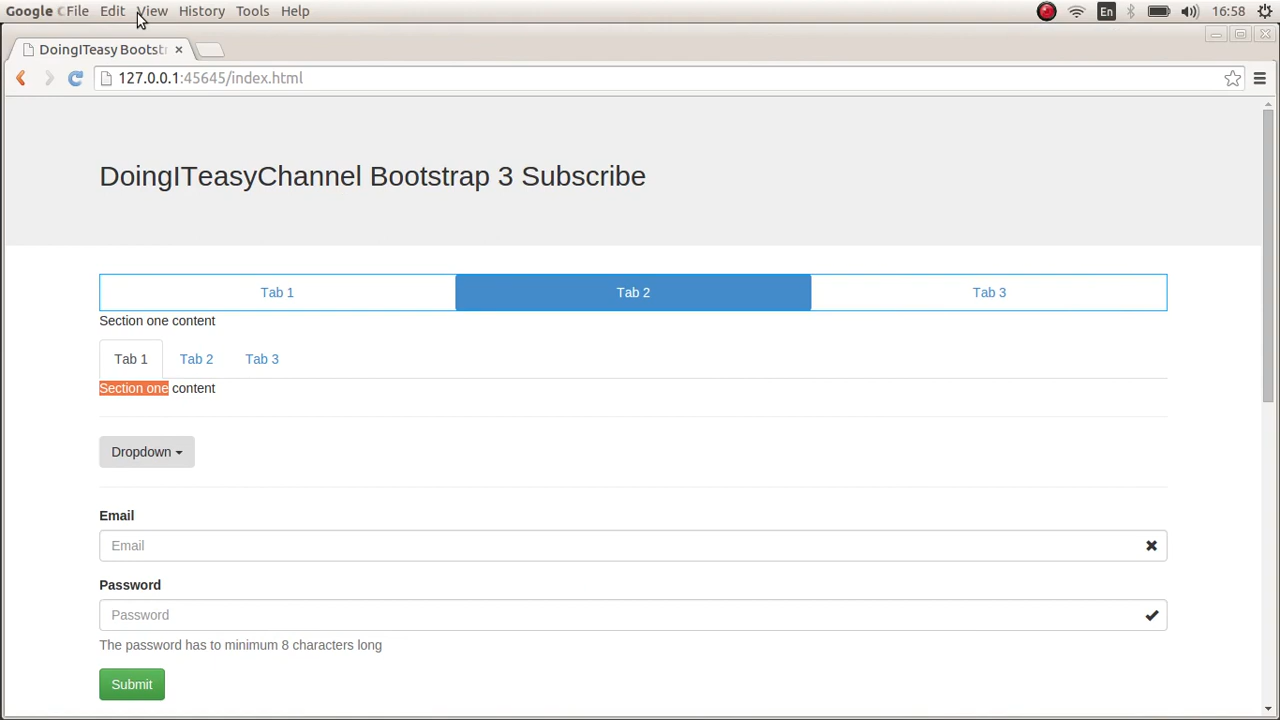 Google C File Edit View History Tools Help En 16:58
DoingITeasy Bootst
127.0.0.1:45645/index.html
DoingITeasyChannel Bootstrap 3 Subscribe
Tab 1 Tab 2 Tab 3
Section one content
Tab 1 Tab 2 Tab 3
Section one content
Dropdown
Email
Email
Password
Password
The password has to minimum 8 characters long
Submit